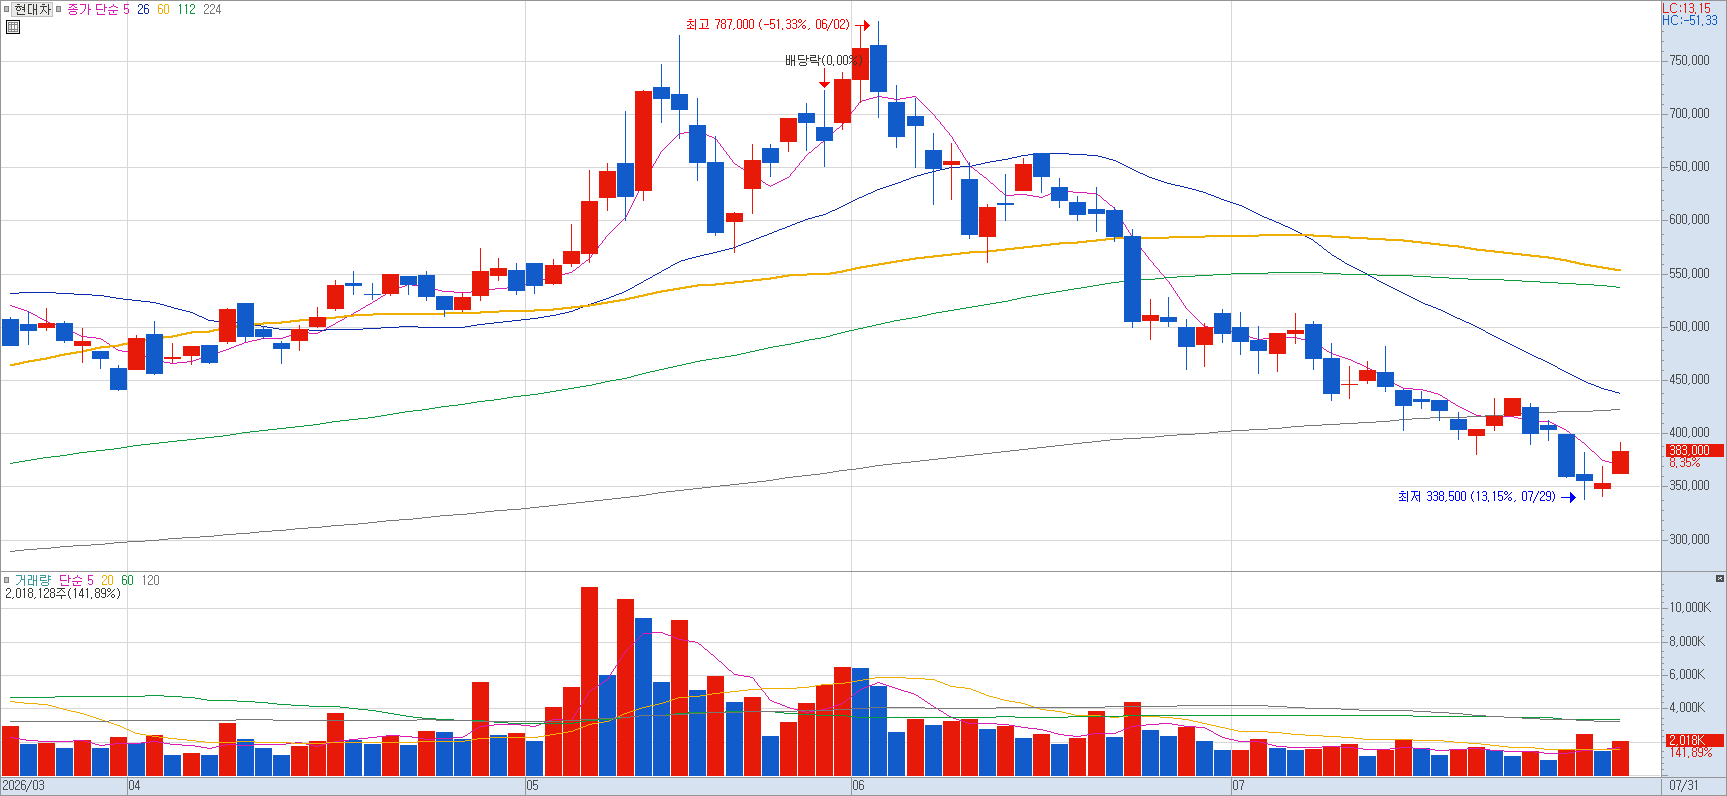 현대차 종가 단순 5 26 60 112 224
LC:13.15
HC:-51.33
최고 787,000 (-51.33%, 06/02)
배당락(0.00%)
750,000
700,000
650,000
600,000
550,000
500,000
450,000
400,000
383,000
8.35%
350,000
최저 338,500 (13.15%, 07/29)
300,000
거래량 단순 5 20 60 120
2,018,128주(141.89%)
10,000K
8,000K
6,000K
4,000K
2,018K
141.89%
2026/03 04 05 06 07 07/31